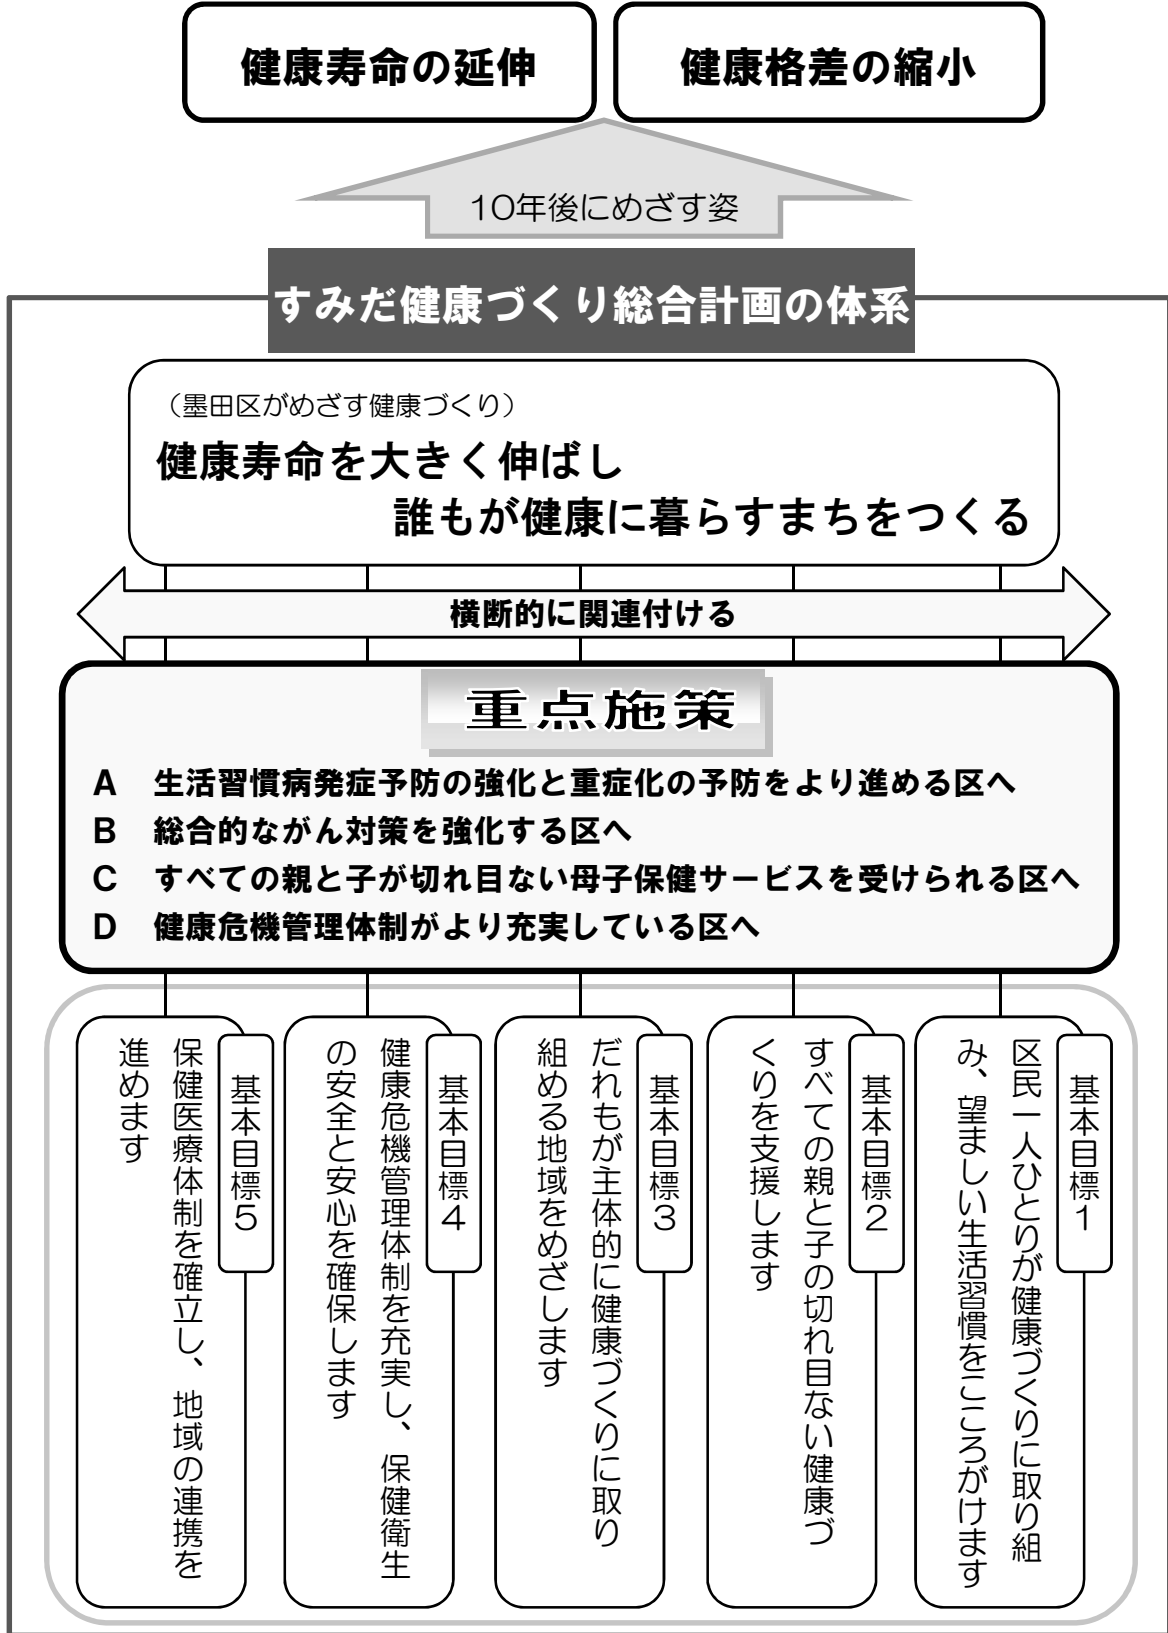 健康寿命の延伸
健康格差の縮小
10年後にめざす姿
すみだ健康づくり総合計画の体系
（墨田区がめざす健康づくり）
健康寿命を大きく伸ばし
誰もが健康に暮らすまちをつくる
横断的に関連付ける
重点施策
A 生活習慣病発症予防の強化と重症化の予防をより進める区へ
B 総合的ながん対策を強化する区へ
C すべての親と子が切れ目ない母子保健サービスを受けられる区へ
D 健康危機管理体制がより充実している区へ
基本目標1
区民一人ひとりが健康づくりに取り組
み、望ましい生活習慣をこころがけます
基本目標2
すべての親と子の切れ目ない健康づ
くりを支援します
基本目標3
だれもが主体的に健康づくりに取り
組める地域をめざします
基本目標4
健康危機管理体制を充実し、保健衛生
の安全と安心を確保します
基本目標5
保健医療体制を確立し、地域の連携を
進めます